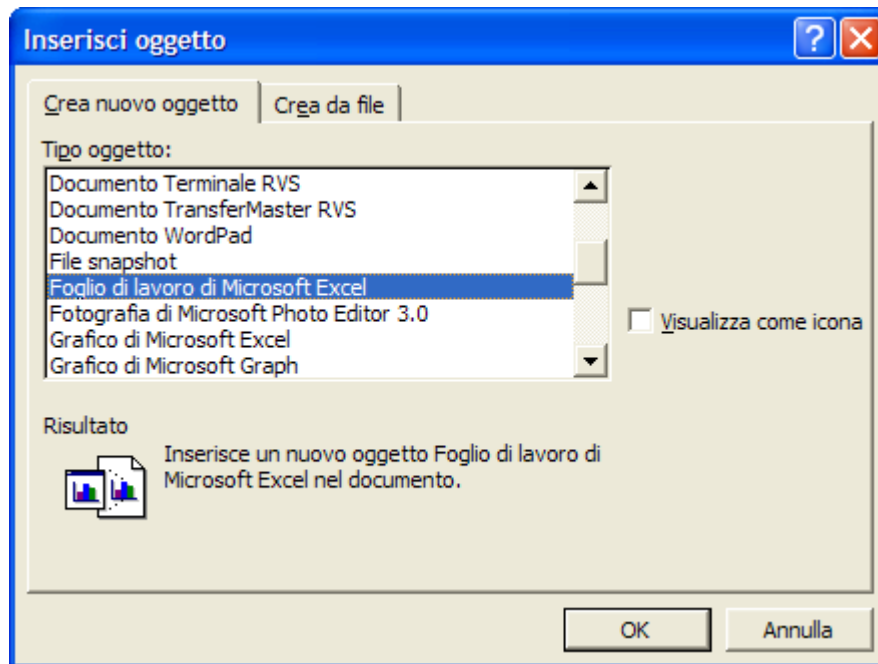 Inserisci oggetto
Crea nuovo oggetto Crea da file
Tipo oggetto:
Documento Terminale RVS
Documento TransferMaster RVS
Documento WordPad
File snapshot
Foglio di lavoro di Microsoft Excel
Fotografia di Microsoft Photo Editor 3.0
Grafico di Microsoft Excel
Grafico di Microsoft Graph
Visualizza come icona
Risultato
Inserisce un nuovo oggetto Foglio di lavoro di
Microsoft Excel nel documento.
OK Annulla